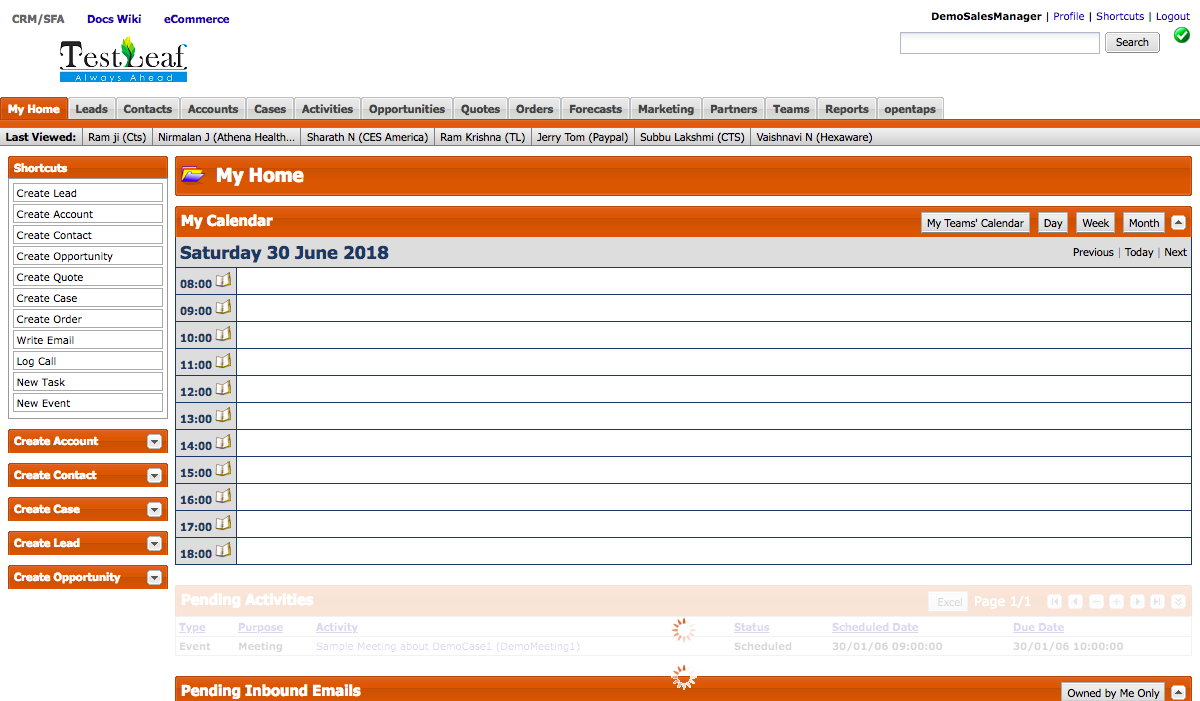 CRM/SFA Docs Wiki eCommerce
DemoSalesManager | Profile | Shortcuts | Logout
Search
TestLeaf
Always Ahead
My Home Leads Contacts Accounts Cases Activities Opportunities Quotes Orders Forecasts Marketing Partners Teams Reports opentaps
Last Viewed: Ram ji (Cts) Nirmalan J (Athena Health... Sharath N (CES America) Ram Krishna (TL) Jerry Tom (Paypal) Subbu Lakshmi (CTS) Vaishnavi N (Hexaware)
Shortcuts
Create Lead
Create Account
Create Contact
Create Opportunity
Create Quote
Create Case
Create Order
Write Email
Log Call
New Task
New Event
Create Account
Create Contact
Create Case
Create Lead
Create Opportunity
My Home
My Calendar My Teams' Calendar Day Week Month
Saturday 30 June 2018 Previous | Today | Next
08:00
09:00
10:00
11:00
12:00
13:00
14:00
15:00
16:00
17:00
18:00
Pending Activities Excel Page 1/1
Type Purpose Activity Status Scheduled Date Due Date
Event Meeting Sample Meeting about DemoCase1 (DemoMeeting1) Scheduled 30/01/06 09:00:00 30/01/06 10:00:00
Pending Inbound Emails Owned by Me Only